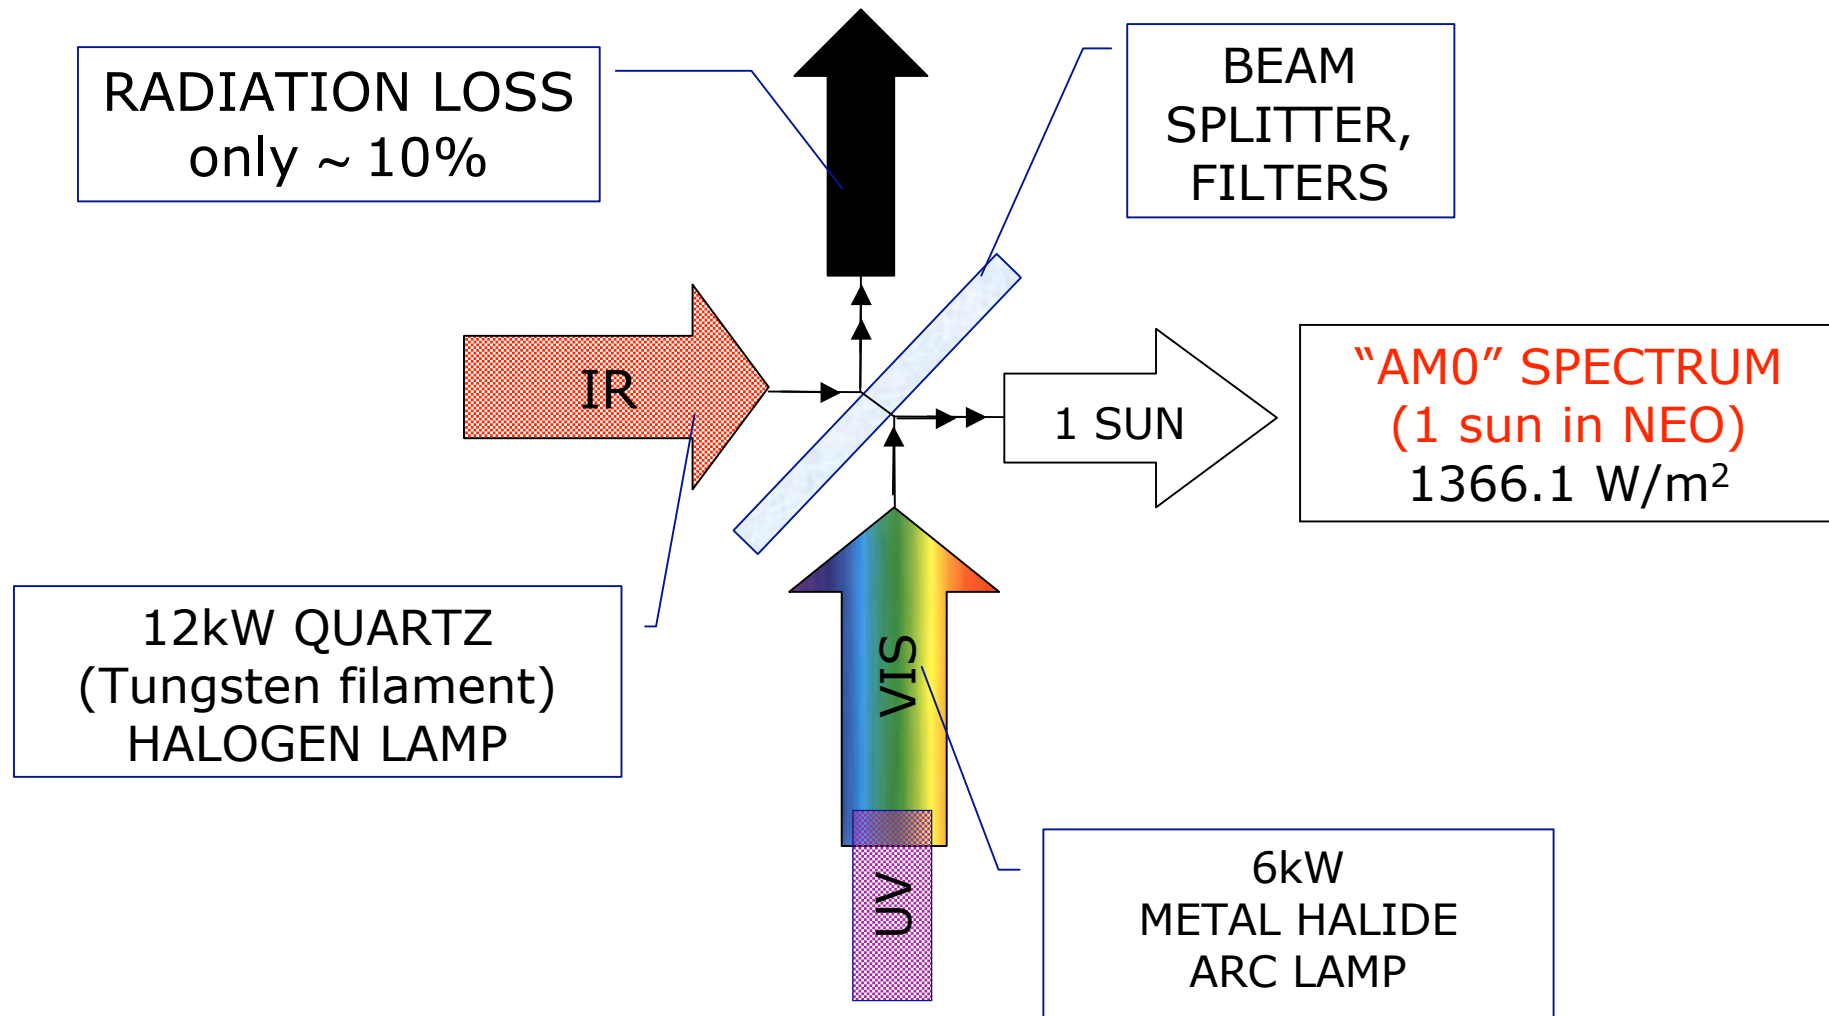 RADIATION LOSS
only ~ 10%
BEAM
SPLITTER,
FILTERS
IR
1 SUN
“AM0” SPECTRUM
(1 sun in NEO)
1366.1 W/m²
12kW QUARTZ
(Tungsten filament)
HALOGEN LAMP
VIS
UV
6kW
METAL HALIDE
ARC LAMP